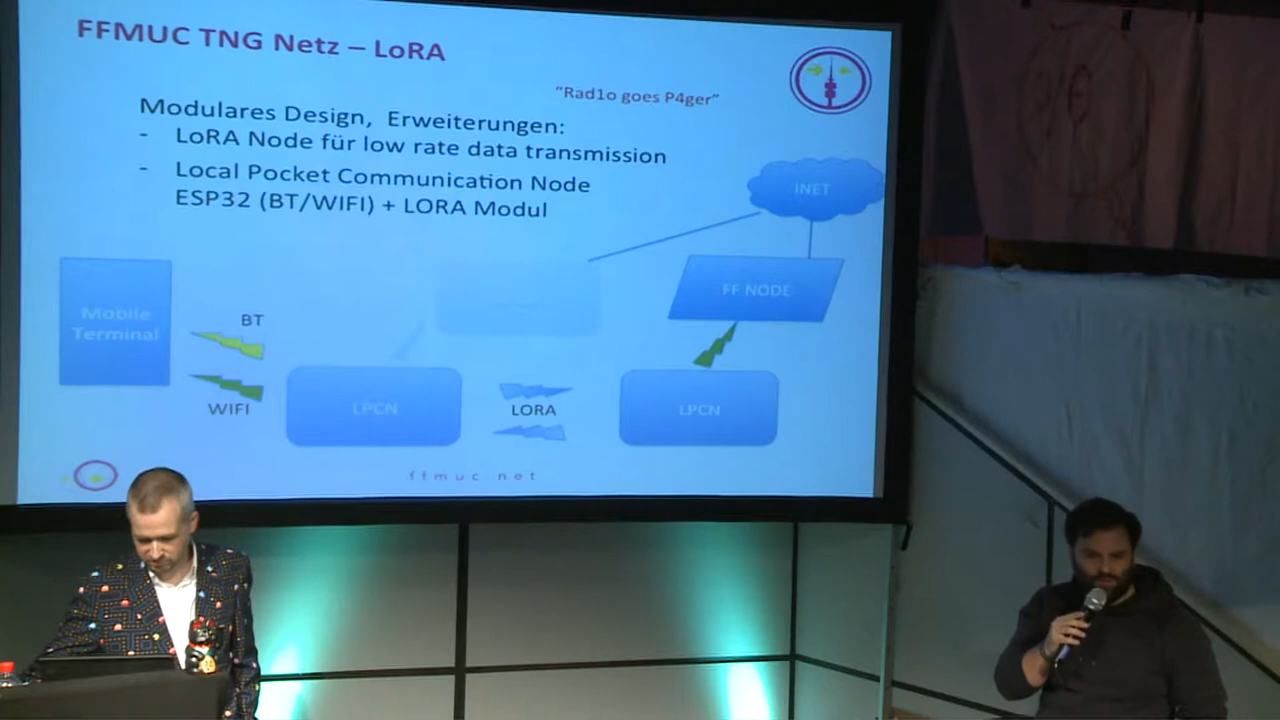 FFMUC TNG Netz – LoRA
"Rad1o goes P4ger"
Modulares Design, Erweiterungen:
- LoRA Node für low rate data transmission
- Local Pocket Communication Node
ESP32 (BT/WIFI) + LORA Modul
INET
FF NODE
Mobile
Terminal
BT
WIFI
LPCN
LORA
LPCN
ffmuc net